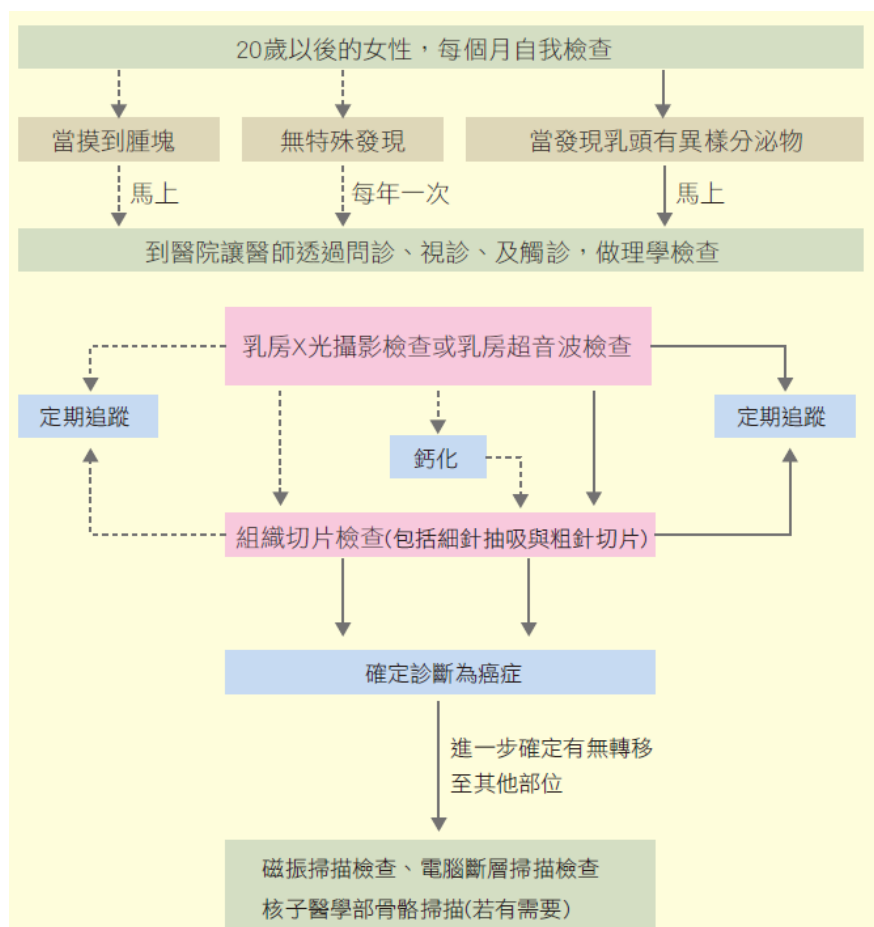 20歲以後的女性，每個月自我檢查
當摸到腫塊
無特殊發現
當發現乳頭有異樣分泌物
馬上
每年一次
馬上
到醫院讓醫師透過問診、視診、及觸診，做理學檢查
乳房X光攝影檢查或乳房超音波檢查
定期追蹤
定期追蹤
鈣化
組織切片檢查(包括細針抽吸與粗針切片)
確定診斷為癌症
進一步確定有無轉移
至其他部位
磁振掃描檢查、電腦斷層掃描檢查
核子醫學部骨骼掃描(若有需要)